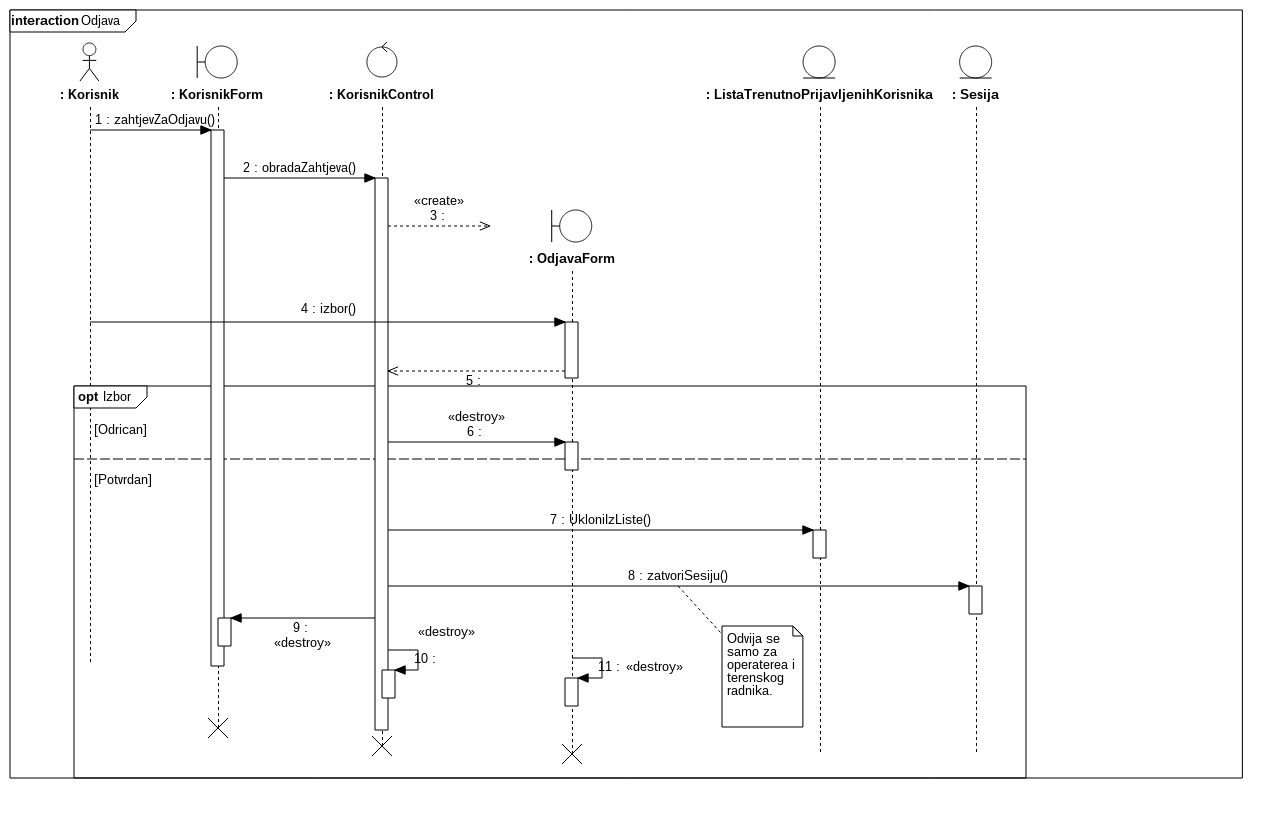 interaction Odjava
: Korisnik
: KorisnikForm
: KorisnikControl
: ListaTrenutnoPrijavljenihKorisnika
: Sesija
1 : zahtjevZaOdjavu()
2 : obradaZahtjeva()
«create»
3 :
: OdjavaForm
4 : izbor()
5 :
opt Izbor
[Odrican]
«destroy»
6 :
[Potvrdan]
7 : UkloniIzListe()
8 : zatvoriSesiju()
9 :
«destroy»
«destroy»
10 :
11 : «destroy»
Odvija se
samo za
operaterea i
terenskog
radnika.